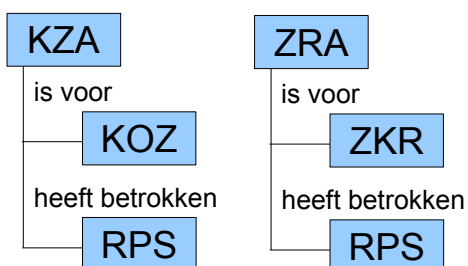 KZA
is voor
KOZ
heeft betrokken
RPS
ZRA
is voor
ZKR
heeft betrokken
RPS